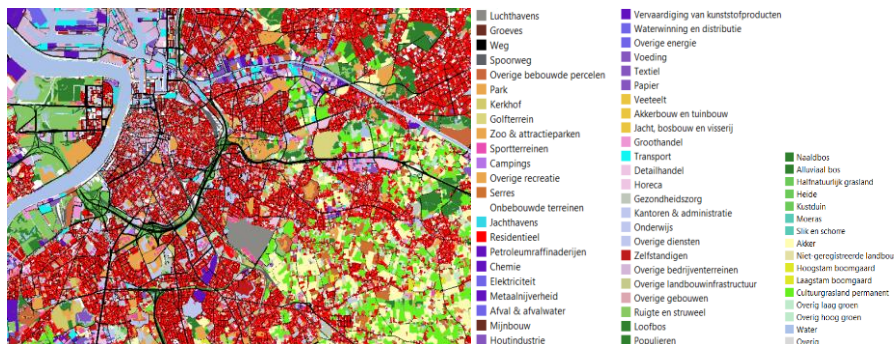 Luchthavens
Groeves
Weg
Spoorweg
Overige bebouwde percelen
Park
Kerkhof
Golfterrein
Zoo & attractieparken
Sportterreinen
Campings
Overige recreatie
Serres
Onbebouwde terreinen
Jachthavens
Residentieel
Petroleumraffinaderijen
Chemie
Elektriciteit
Metaalnijverheid
Afval & afvalwater
Mijnbouw
Houtindustrie
Vervaardiging van kunststofproducten
Waterwinning en distributie
Overige energie
Voeding
Textiel
Papier
Veeteelt
Akkerbouw en tuinbouw
Jacht, bosbouw en visserij
Groothandel
Transport
Detailhandel
Horeca
Gezondheidszorg
Kantoren & administratie
Onderwijs
Overige diensten
Zelfstandigen
Overige bedrijventerreinen
Overige landbouwinfrastructuur
Overige gebouwen
Ruigte en struweel
Loofbos
Populieren
Naaldbos
Alluviaal bos
Halfnatuurlijk grasland
Heide
Kustduin
Moeras
Slik en schorre
Akker
Niet-geregistreerde landbou
Hoogstam boomgaard
Laagstam boomgaard
Cultuurgrasland permanent
Overig laag groen
Overig hoog groen
Water
Overig